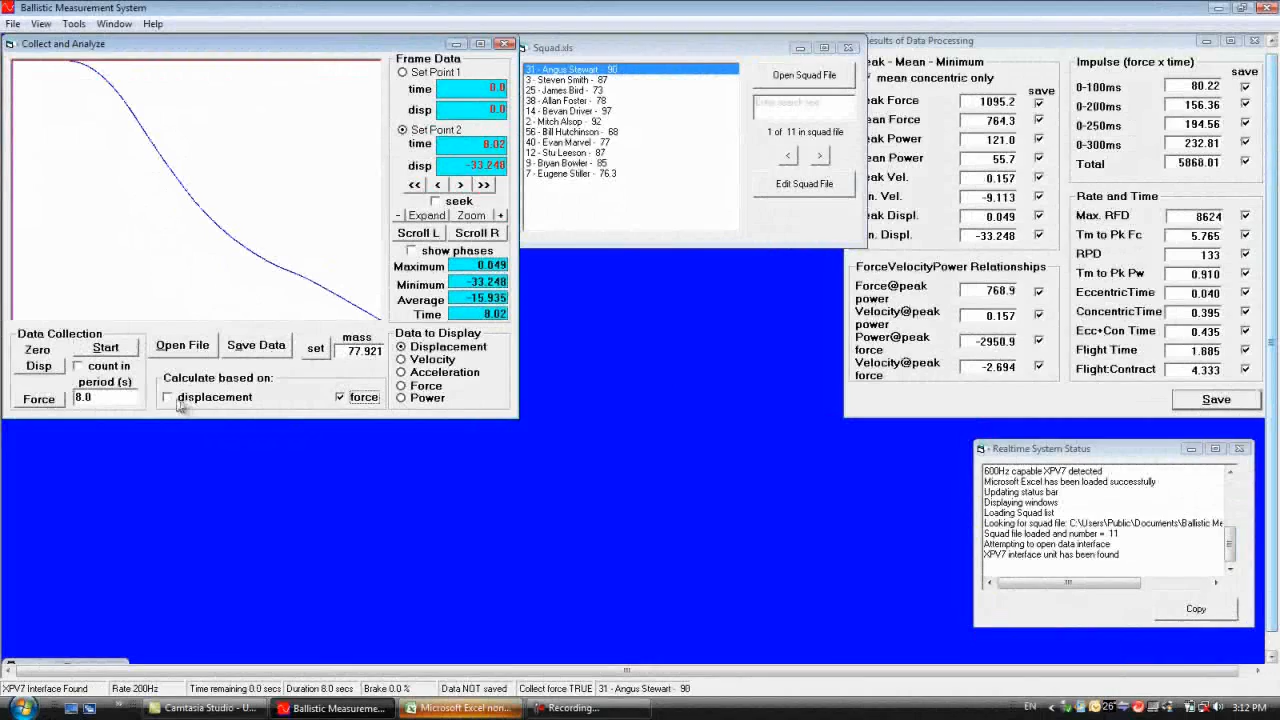 Ballistic Measurement System
File View Tools Window Help
Collect and Analyze
Frame Data
Set Point 1
time 0.0
disp 0.0
Set Point 2
time 8.02
disp -33.248
<< < > >>
seek
- Expand Zoom +
Scroll L Scroll R
show phases
Maximum 0.049
Minimum -33.248
Average -15.935
Time 8.02
Data Collection
Zero Start
Disp count in
period (s)
Force 8.0
Open File Save Data set
mass
77.921
Calculate based on:
displacement force
Data to Display
Displacement
Velocity
Acceleration
Force
Power
Squad.xls
31 - Angus Stewart - 90
3 - Steven Smith - 87
25 - James Biid - 73
38 - Allan Foster - 78
14 - Bevan Driver - 97
2 - Mitch Alsop - 92
56 - Bill Hutchinson - 68
40 - Evan Marvel - 77
12 - Stu Leeson - 87
9 - Bryan Bowler - 85
7 - Eugene Stiller - 76.3
Open Squad File
Enter search text
1 of 11 in squad file
< >
Edit Squad File
esults of Data Processing
eak - Mean - Minimum
mean concentric only
save
eak Force 1095.2
ean Force 764.3
eak Power 121.0
ean Power 55.7
eak Vel. 0.157
n. Vel. -9.113
eak Displ. 0.049
n. Displ. -33.248
ForceVelocityPower Relationships
Force@peak power 768.9
Velocity@peak power 0.157
Power@peak force -2950.9
Velocity@peak force -2.694
Impulse (force x time)
save
0-100ms 80.22
0-200ms 156.36
0-250ms 194.56
0-300ms 232.81
Total 5868.01
Rate and Time
Max. RFD 8624
Tm to Pk Fc 5.765
RPD 133
Tm to Pk Pw 0.910
EccentricTime 0.040
ConcentricTime 0.395
Ecc+Con Time 0.435
Flight Time 1.885
Flight:Contract 4.333
Save
Realtime System Status
600Hz capable XPV7 detected
Microsoft Excel has been loaded successfully
Updating status bar
Displaying windows
Loading Squad list
Looking for squad file: C:\Users\Public\Documents\Ballistic Me
Squad file loaded and number = 11
Attempting to open data interface
XPV7 interface unit has been found
Copy
XPV7 Interface Found Rate 200Hz Time remaining 0.0 secs Duration 8.0 secs Brake 0.0 % Data NOT saved Collect force TRUE 31 - Angus Stewart - 90
Camtasia Studio - U... Ballistic Measureme... Microsoft Excel non... Recording... EN 26° 3:12 PM